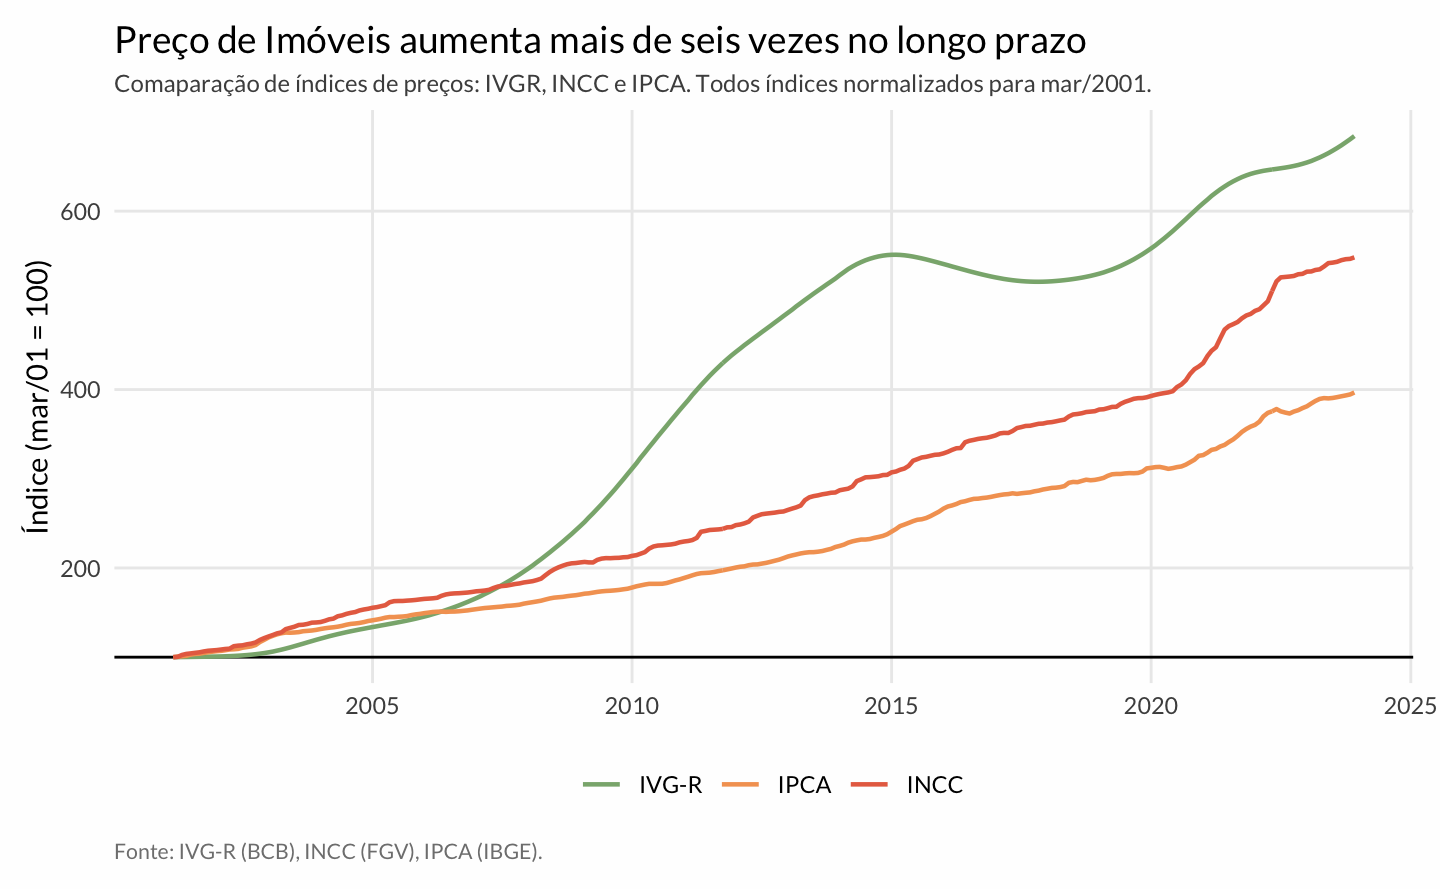 Preço de Imóveis aumenta mais de seis vezes no longo prazo
Comaparação de índices de preços: IVGR, INCC e IPCA. Todos índices normalizados para mar/2001.
Índice (mar/01 = 100)
600
400
200
2005 2010 2015 2020 2025
IVG-R IPCA INCC
Fonte: IVG-R (BCB), INCC (FGV), IPCA (IBGE).